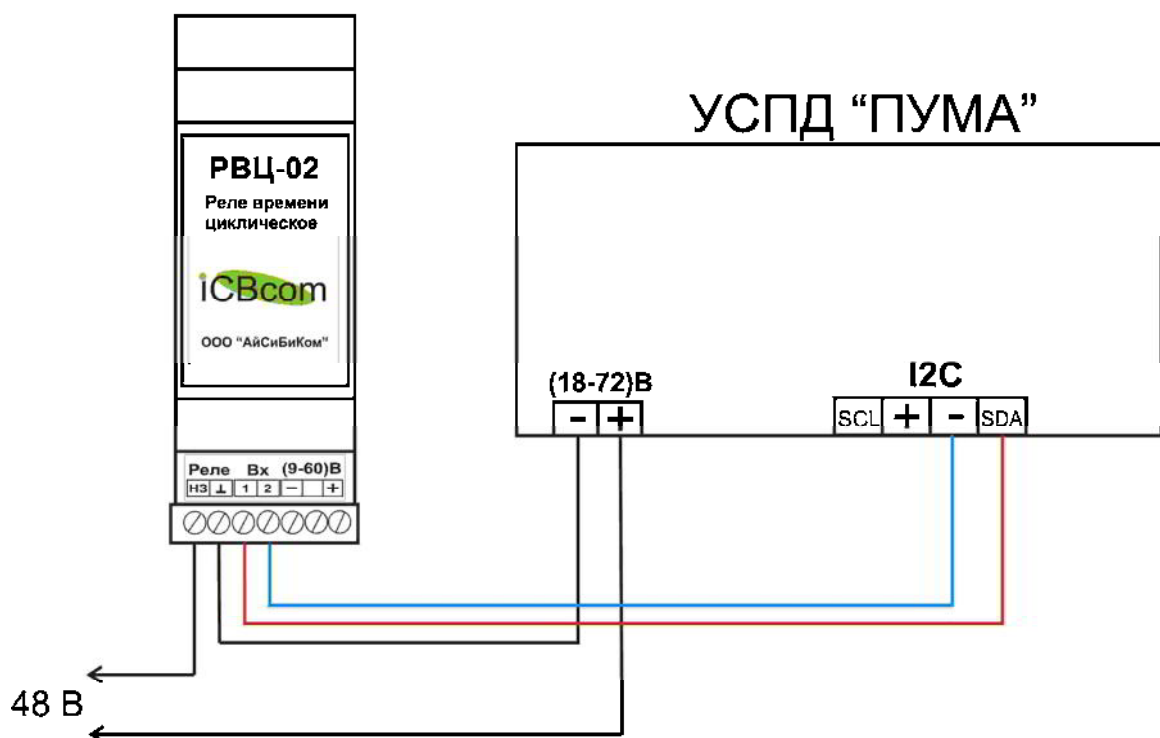 РВЦ-02
Реле времени
циклическое
iCBcom
ООО "АйСиБиКом"
Реле Вх (9-60)В
НЗ ⊥ 1 2 − +
УСПД “ПУМА”
(18-72)В
- +
I2C
SCL + - SDA
48 В